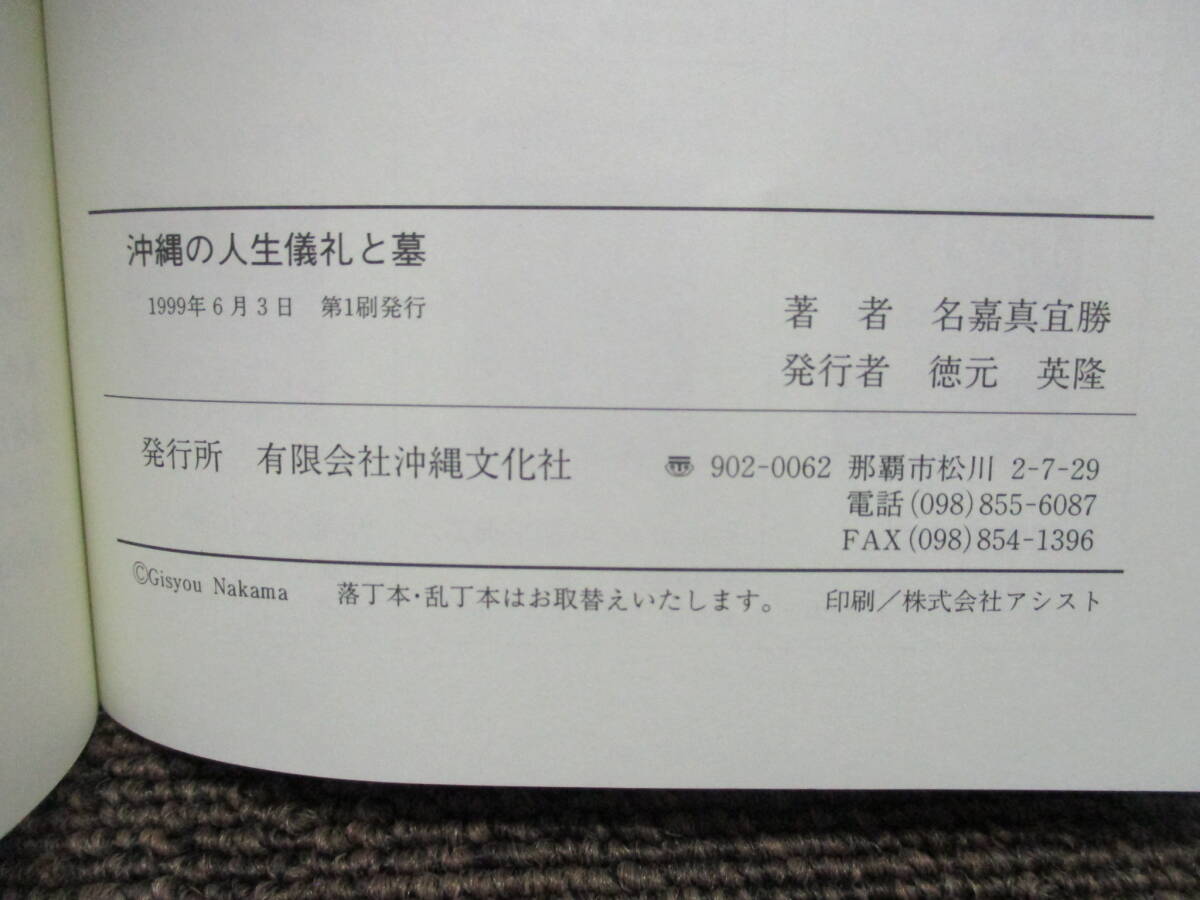 沖縄の人生儀礼と墓
1999年6月3日 第1刷発行
著 者 名嘉真宜勝
発行者 徳元 英隆
発行所 有限会社沖縄文化社
〠 902-0062 那覇市松川 2-7-29
電話(098)855-6087
FAX(098)854-1396
©Gisyou Nakama 落丁本・乱丁本はお取替えいたします。 印刷／株式会社アシスト